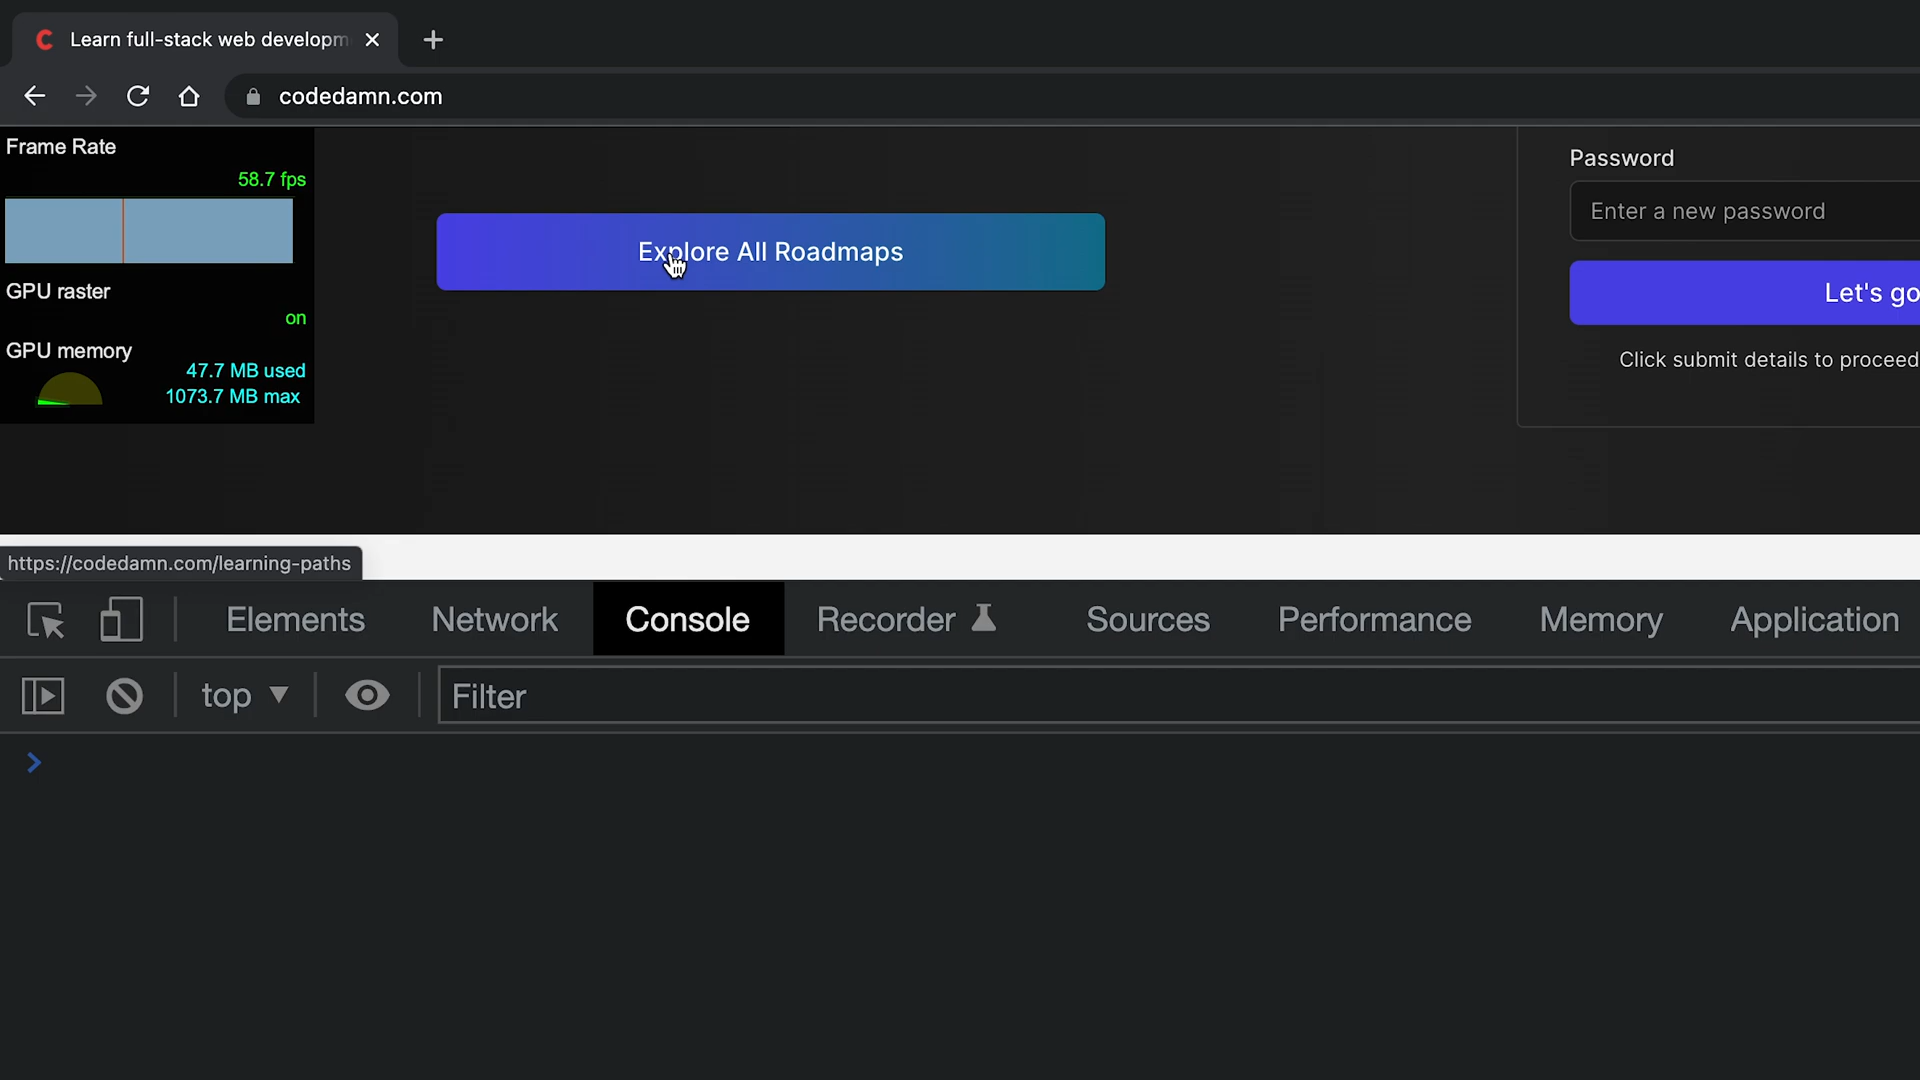 Learn full-stack web developm
codedamn.com
Frame Rate
58.7 fps
GPU raster
on
GPU memory
47.7 MB used
1073.7 MB max
Explore All Roadmaps
Password
Enter a new password
Let's go
Click submit details to proceed
https://codedamn.com/learning-paths
Elements Network Console Recorder Sources Performance Memory Application
top Filter